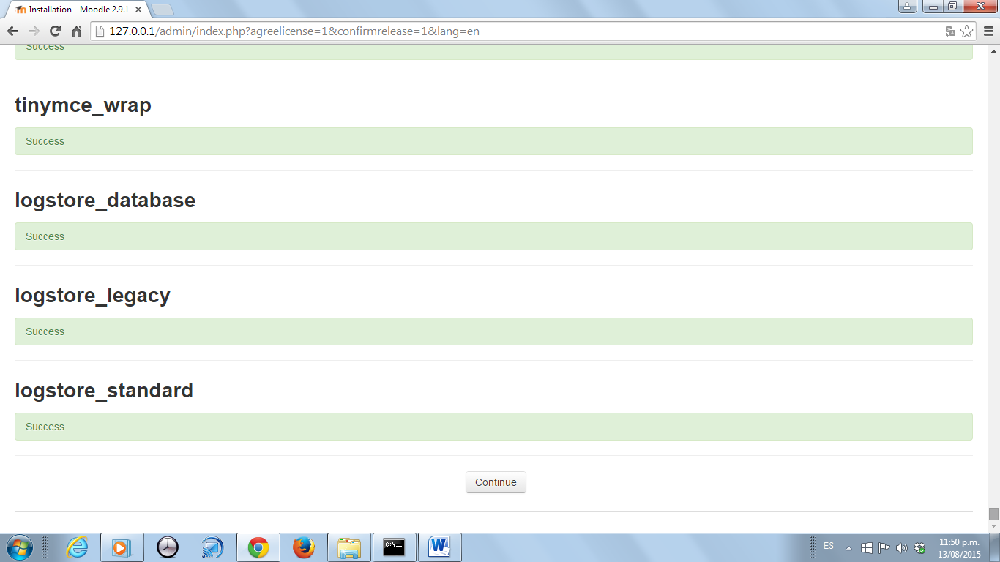 Installation - Moodle 2.9.1
127.0.0.1/admin/index.php?agreelicense=1&confirmrelease=1&lang=en
Success
tinymce_wrap
Success
logstore_database
Success
logstore_legacy
Success
logstore_standard
Success
Continue
C:\
W
ES
11:50 p.m.
13/08/2015